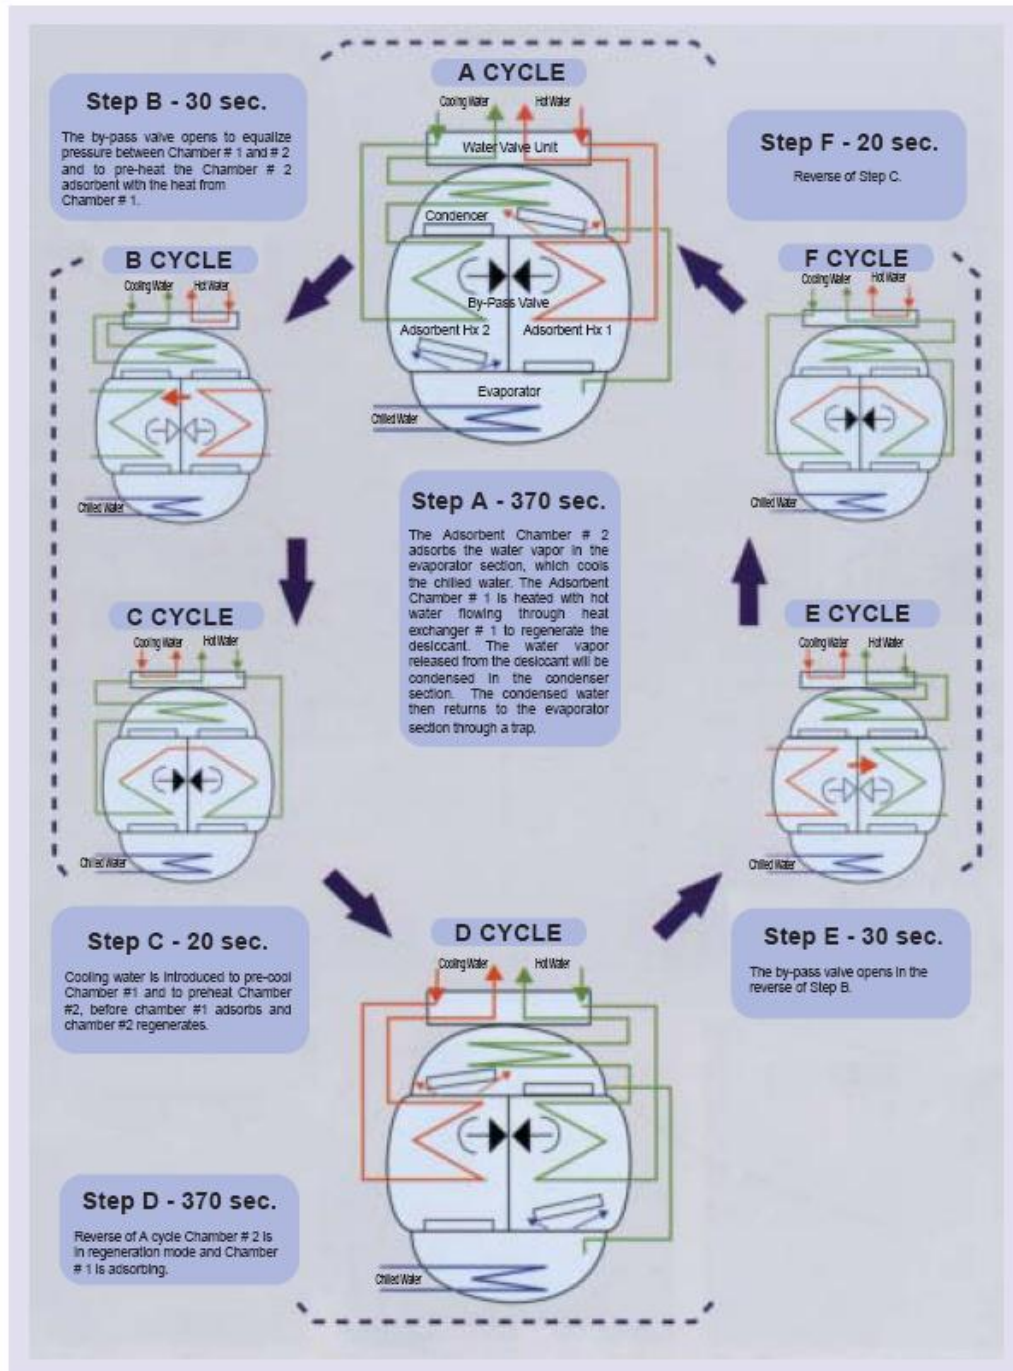 A CYCLE
Cooling Water
Hot Water
Water Valve Unit
Condencer
By-Pass Valve
Adsorbent Hx 2
Adsorbent Hx 1
Evaporator
Chilled Water
Step B - 30 sec.
The by-pass valve opens to equalize
pressure between Chamber # 1 and # 2
and to pre-heat the Chamber # 2
adsorbent with the heat from
Chamber # 1.
Step F - 20 sec.
Reverse of Step C.
B CYCLE
Cooling Water
Hot Water
Chilled Water
F CYCLE
Cooling Water
Hot Water
Chilled Water
Step A - 370 sec.
The Adsorbent Chamber # 2
adsorbs the water vapor in the
evaporator section, which cools
the chilled water. The Adsorbent
Chamber # 1 is heated with hot
water flowing through heat
exchanger # 1 to regenerate the
desiccant. The water vapor
released from the desiccant will be
condensed in the condenser
section. The condensed water
then returns to the evaporator
section through a trap.
C CYCLE
Cooling Water
Hot Water
Chilled Water
E CYCLE
Cooling Water
Hot Water
Chilled Water
Step C - 20 sec.
Cooling water is introduced to pre-cool
Chamber #1 and to preheat Chamber
#2, before chamber #1 adsorbs and
chamber #2 regenerates.
D CYCLE
Cooling Water
Hot Water
Chilled Water
Step E - 30 sec.
The by-pass valve opens in the
reverse of Step B.
Step D - 370 sec.
Reverse of A cycle Chamber # 2 is
in regeneration mode and Chamber
# 1 is adsorbing.